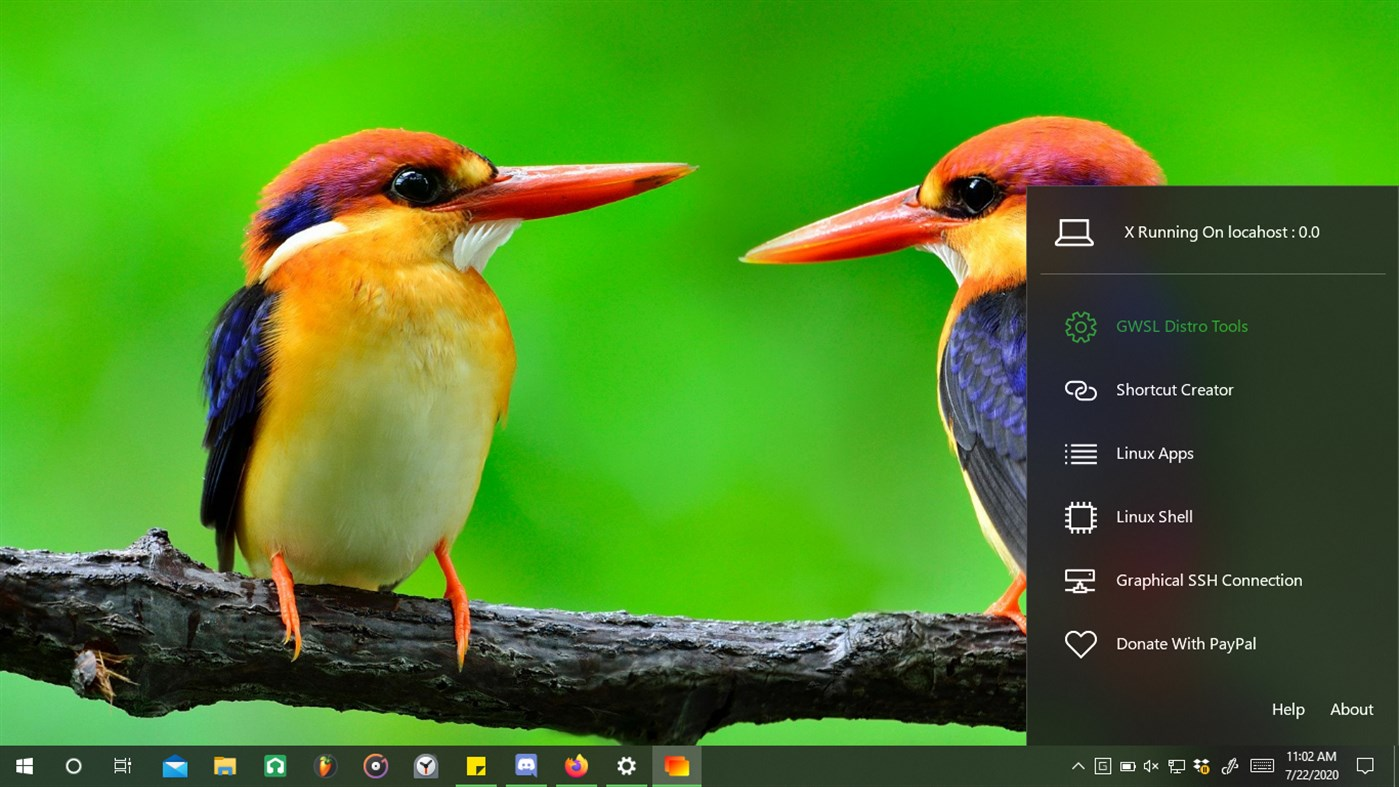 X Running On locahost : 0.0
GWSL Distro Tools
Shortcut Creator
Linux Apps
Linux Shell
Graphical SSH Connection
Donate With PayPal
Help About
11:02 AM
7/22/2020